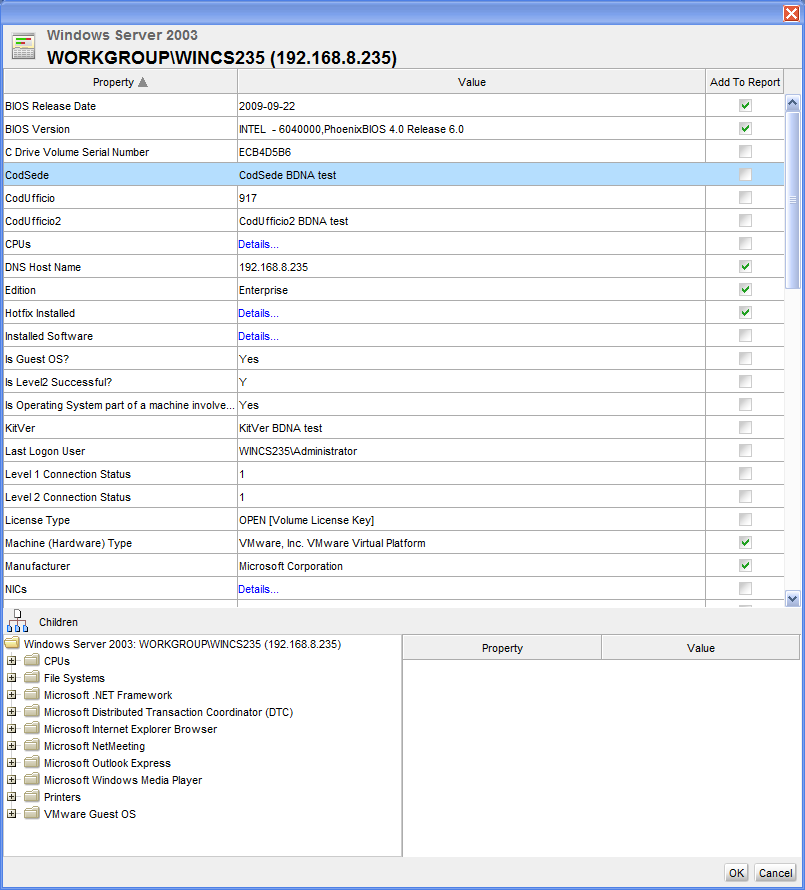 Windows Server 2003
WORKGROUP\WINCS235 (192.168.8.235)
Property Value Add To Report
BIOS Release Date 2009-09-22
BIOS Version INTEL - 6040000,PhoenixBIOS 4.0 Release 6.0
C Drive Volume Serial Number ECB4D5B6
CodSede CodSede BDNA test
CodUfficio 917
CodUfficio2 CodUfficio2 BDNA test
CPUs Details...
DNS Host Name 192.168.8.235
Edition Enterprise
Hotfix Installed Details...
Installed Software Details...
Is Guest OS? Yes
Is Level2 Successful? Y
Is Operating System part of a machine involve... Yes
KitVer KitVer BDNA test
Last Logon User WINCS235\Administrator
Level 1 Connection Status 1
Level 2 Connection Status 1
License Type OPEN [Volume License Key]
Machine (Hardware) Type VMware, Inc. VMware Virtual Platform
Manufacturer Microsoft Corporation
NICs Details...
Children
Windows Server 2003: WORKGROUP\WINCS235 (192.168.8.235)
Property Value
CPUs
File Systems
Microsoft .NET Framework
Microsoft Distributed Transaction Coordinator (DTC)
Microsoft Internet Explorer Browser
Microsoft NetMeeting
Microsoft Outlook Express
Microsoft Windows Media Player
Printers
VMware Guest OS
OK Cancel